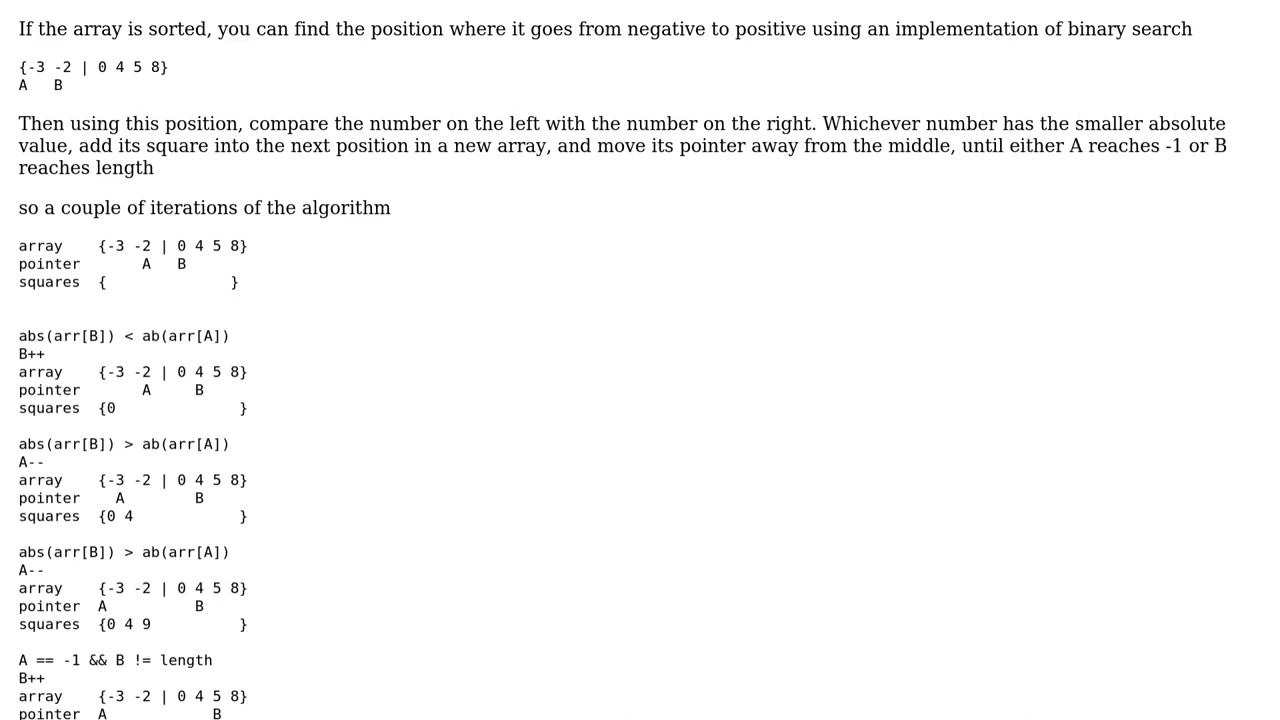 If the array is sorted, you can find the position where it goes from negative to positive using an implementation of binary search
{-3 -2 | 0 4 5 8}
A   B
Then using this position, compare the number on the left with the number on the right. Whichever number has the smaller absolute
value, add its square into the next position in a new array, and move its pointer away from the middle, until either A reaches -1 or B
reaches length
so a couple of iterations of the algorithm
array    {-3 -2 | 0 4 5 8}
pointer       A   B
squares  {              }
abs(arr[B]) < ab(arr[A])
B++
array    {-3 -2 | 0 4 5 8}
pointer       A     B
squares  {0              }
abs(arr[B]) > ab(arr[A])
A--
array    {-3 -2 | 0 4 5 8}
pointer    A        B
squares  {0 4            }
abs(arr[B]) > ab(arr[A])
A--
array    {-3 -2 | 0 4 5 8}
pointer  A          B
squares  {0 4 9          }
A == -1 && B != length
B++
array    {-3 -2 | 0 4 5 8}
pointer  A            B